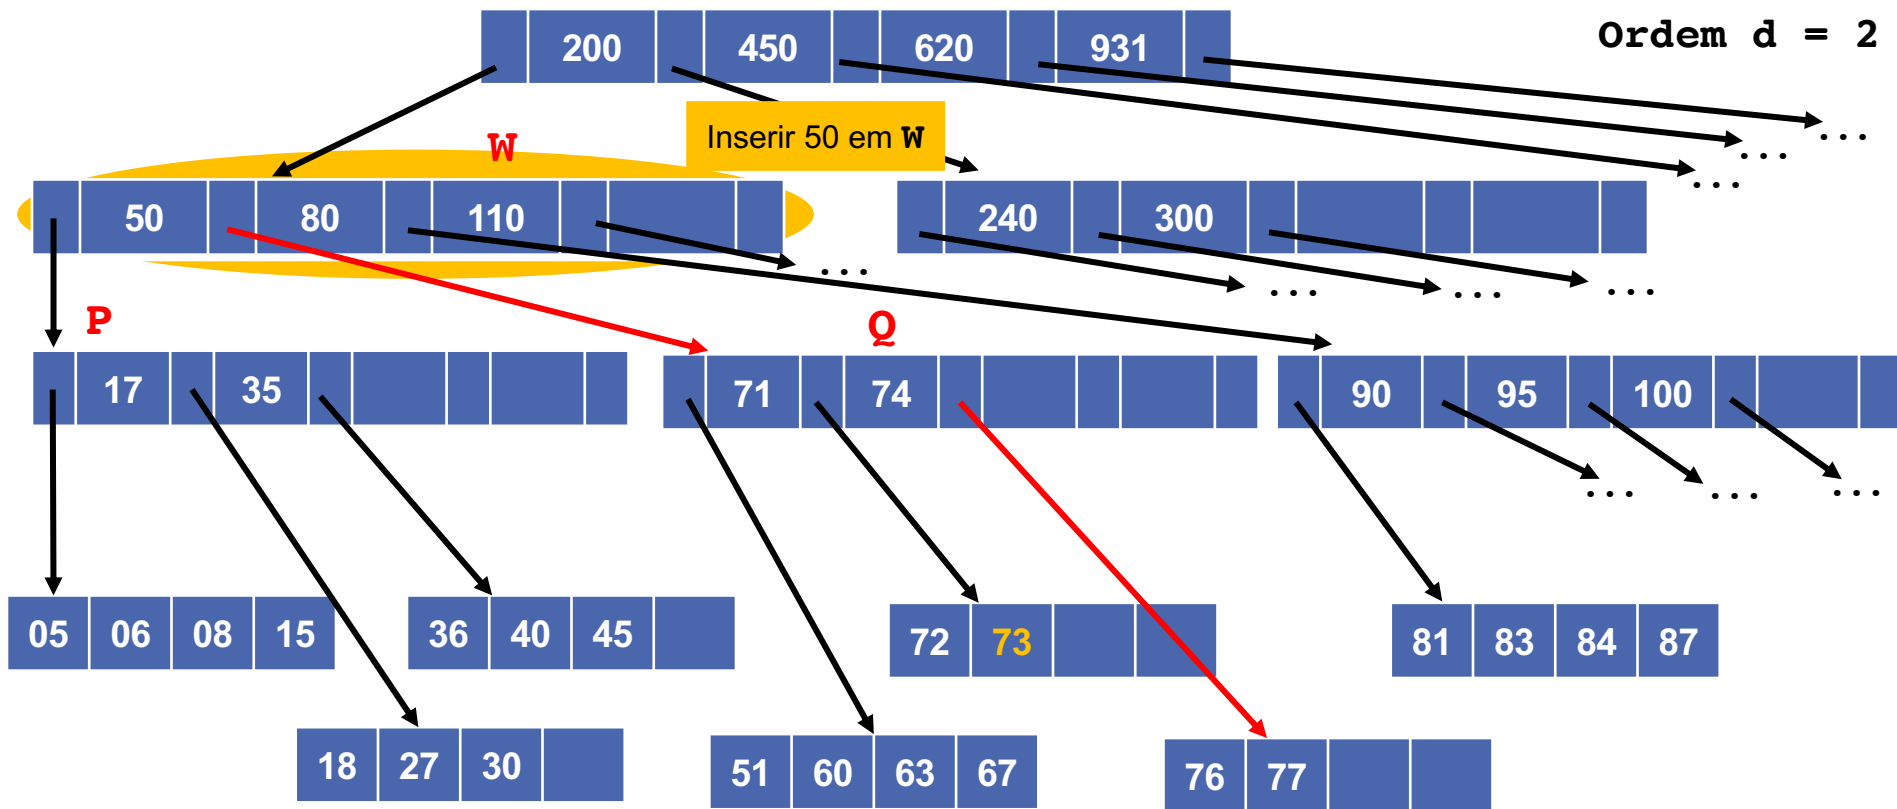 Ordem d = 2
200 450 620 931
...
Inserir 50 em W
W
...
...
50 80 110
240 300
...
... ... ...
P
Q
17 35
71 74
90 95 100
... ... ...
05 06 08 15
36 40 45
72 73
81 83 84 87
18 27 30
51 60 63 67
76 77